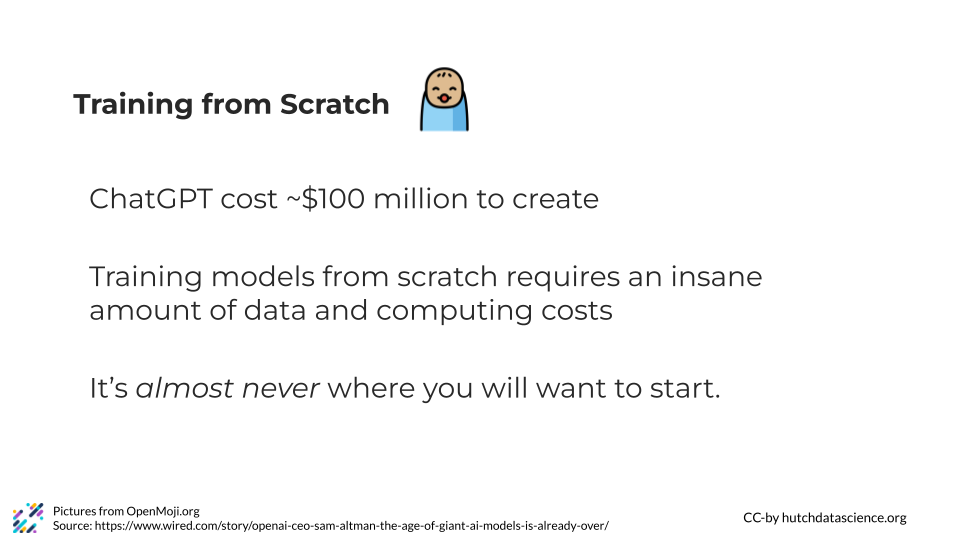 Training from Scratch
ChatGPT cost ~$100 million to create
Training models from scratch requires an insane
amount of data and computing costs
It’s almost never where you will want to start.
Pictures from OpenMoji.org
Source: https://www.wired.com/story/openai-ceo-sam-altman-the-age-of-giant-ai-models-is-already-over/
CC-by hutchdatascience.org